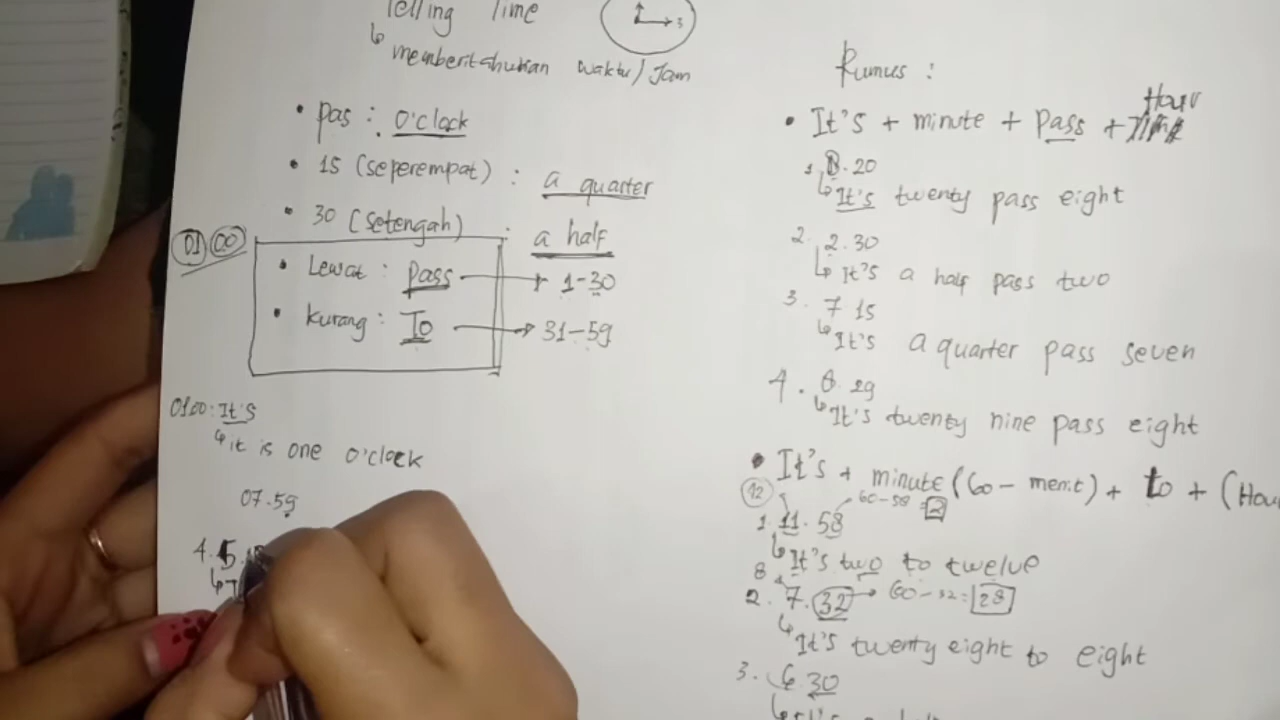 Telling Time
3
memberitahukan waktu/Jam
• pas : O'clock
• 15 (seperempat) : a quarter
• 30 (setengah) : a half
01 00
• Lewat : pass → 1-30
• kurang : To → 31-59
01.00 : It's
it is one o'clock
07.59
4. 5.
Rumus :
• It's + minute + pass + Hour
1. 8.20
It's twenty pass eight
2. 2.30
It's a half pass two
3. 7 15
It's a quarter pass seven
4. 8. 29
It's twenty nine pass eight
• It's + minute (60 - menit) + to + (Hou
12
60-58 = 2
1. 11.58
It's two to twelve
8
2. 7. 32 → 60-32= 28
It's twenty eight to eight
3. 6 30